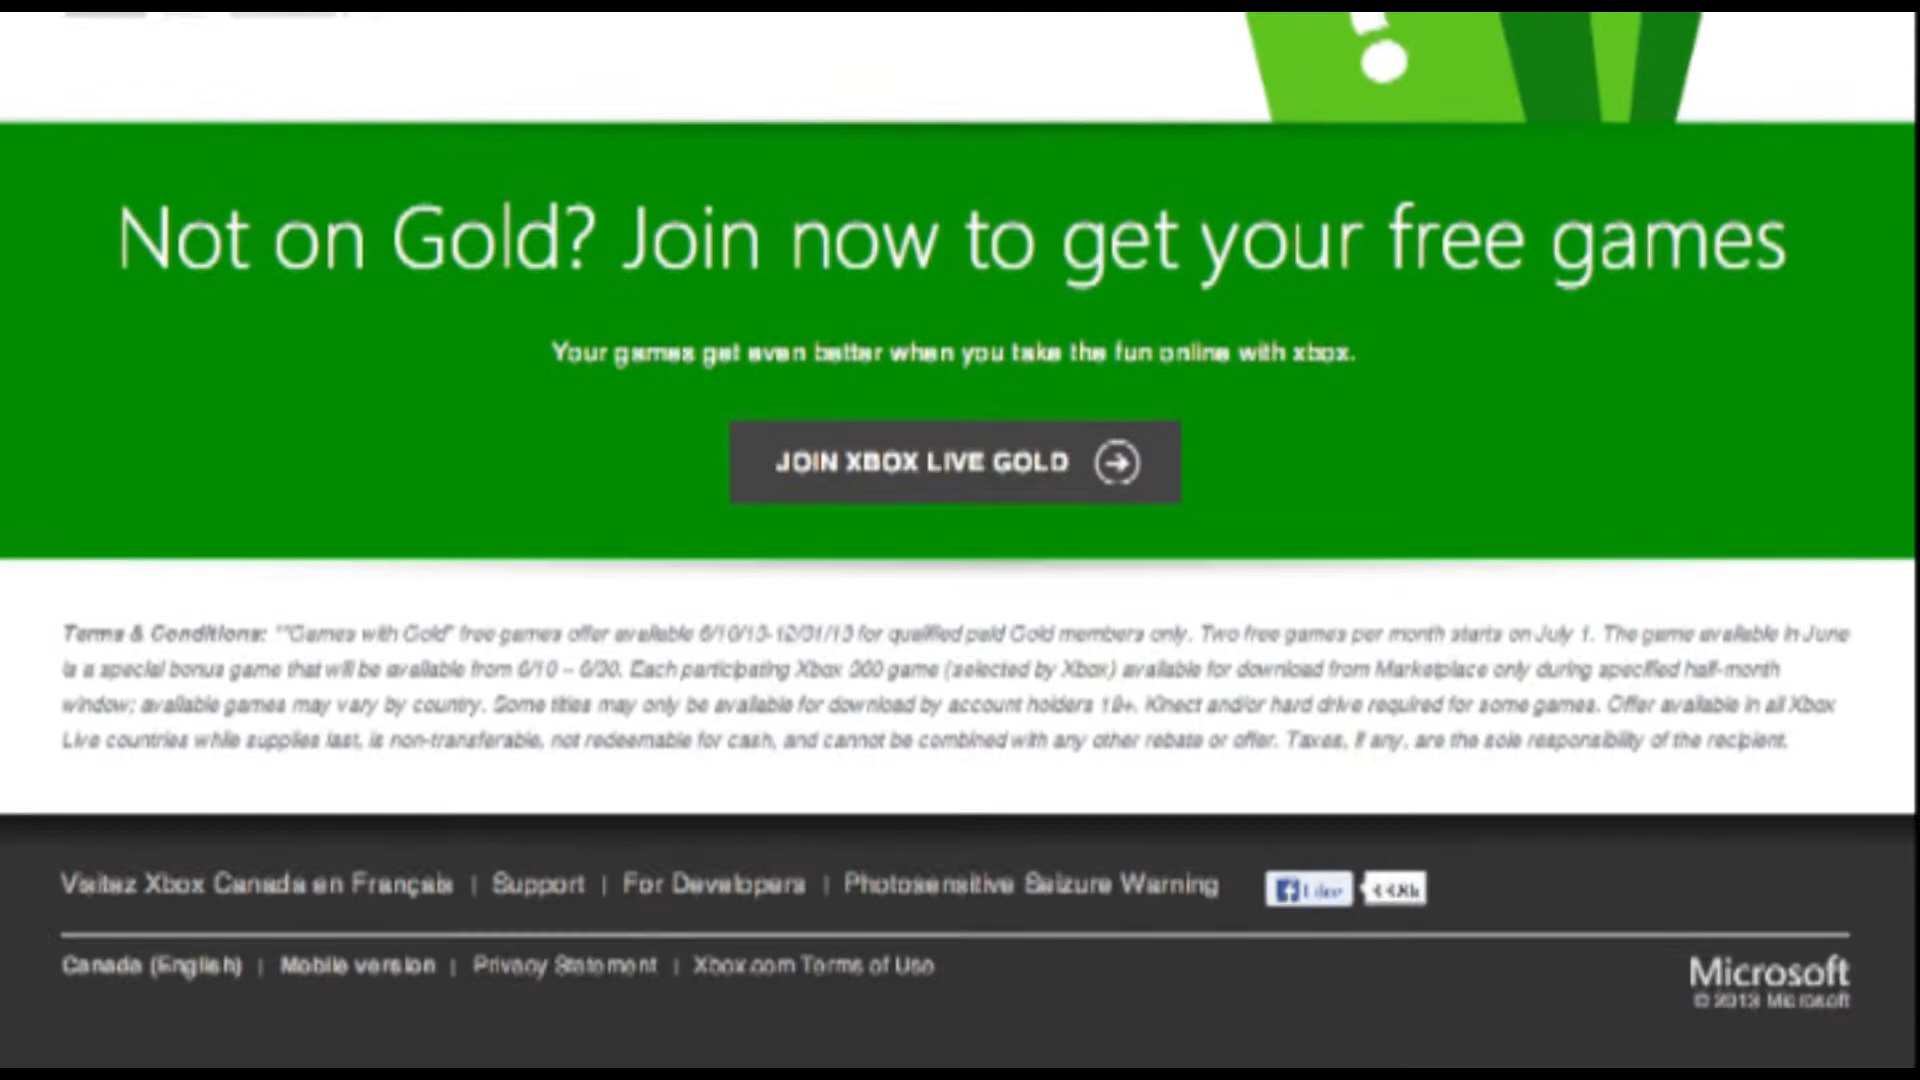 Not on Gold? Join now to get your free games
Your games get even better when you take the fun online with xbox.
JOIN XBOX LIVE GOLD
Terms & Conditions: *"Games with Gold" free games offer available 6/10/13-12/31/13 for qualified paid Gold members only. Two free games per month starts on July 1. The game available in June
is a special bonus game that will be available from 6/10 – 6/30. Each participating Xbox 360 game (selected by Xbox) available for download from Marketplace only during specified half-month
window; available games may vary by country. Some titles may only be available for download by account holders 18+. Kinect and/or hard drive required for some games. Offer available in all Xbox
Live countries while supplies last, is non-transferable, not redeemable for cash, and cannot be combined with any other rebate or offer. Taxes, if any, are the sole responsibility of the recipient.
Visitez Xbox Canada en Français | Support | For Developers | Photosensitive Seizure Warning Like
Canada (English) | Mobile version | Privacy Statement | Xbox.com Terms of Use
Microsoft
© 2013 Microsoft